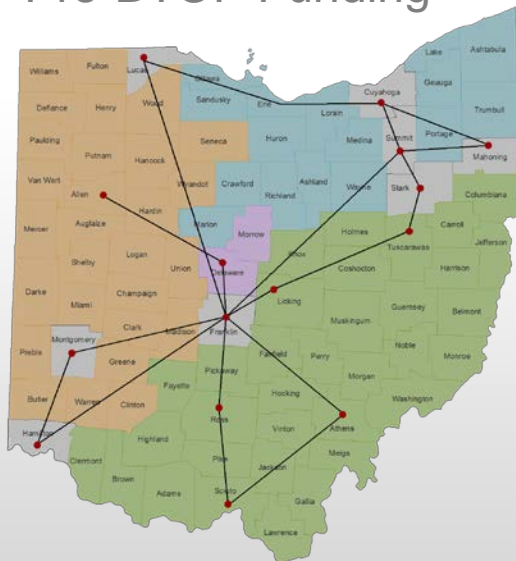 Pre BTOP Funding
Williams
Fulton
Lucas
Ottawa
Lake
Ashtabula
Cuyahoga
Geauga
Defiance
Henry
Wood
Sandusky
Erie
Lorain
Trumbull
Paulding
Seneca
Huron
Medina
Summit
Portage
Mahoning
Putnam
Hancock
Van Wert
Allen
Wyandot
Crawford
Richland
Ashland
Wayne
Stark
Columbiana
Hardin
Marion
Morrow
Holmes
Carroll
Mercer
Auglaize
Logan
Union
Delaware
Knox
Coshocton
Tuscarawas
Jefferson
Shelby
Harrison
Darke
Miami
Champaign
Licking
Guernsey
Belmont
Clark
Madison
Franklin
Muskingum
Noble
Monroe
Preble
Montgomery
Greene
Fairfield
Perry
Morgan
Fayette
Pickaway
Butler
Warren
Clinton
Hocking
Washington
Hamilton
Highland
Ross
Vinton
Athens
Clermont
Pike
Jackson
Meigs
Brown
Adams
Scioto
Gallia
Lawrence